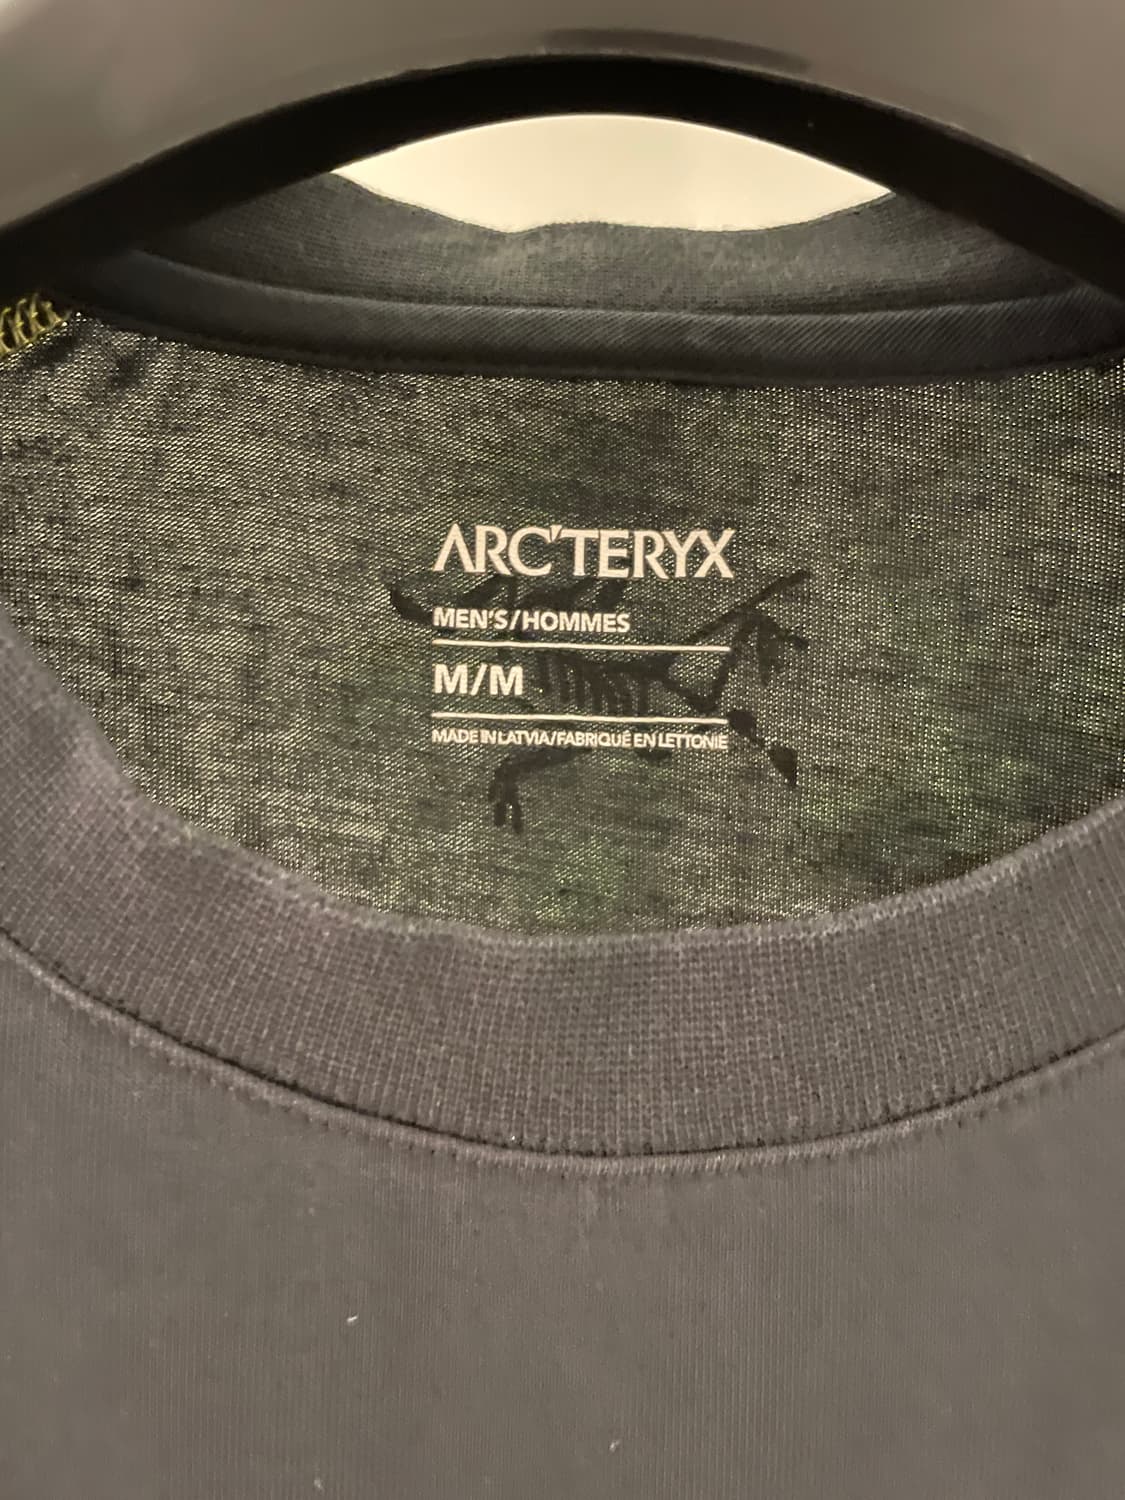 ARC'TERYX
MEN'S/HOMMES
M/M
MADE IN LATVIA/FABRIQUÉ EN LETTONIE